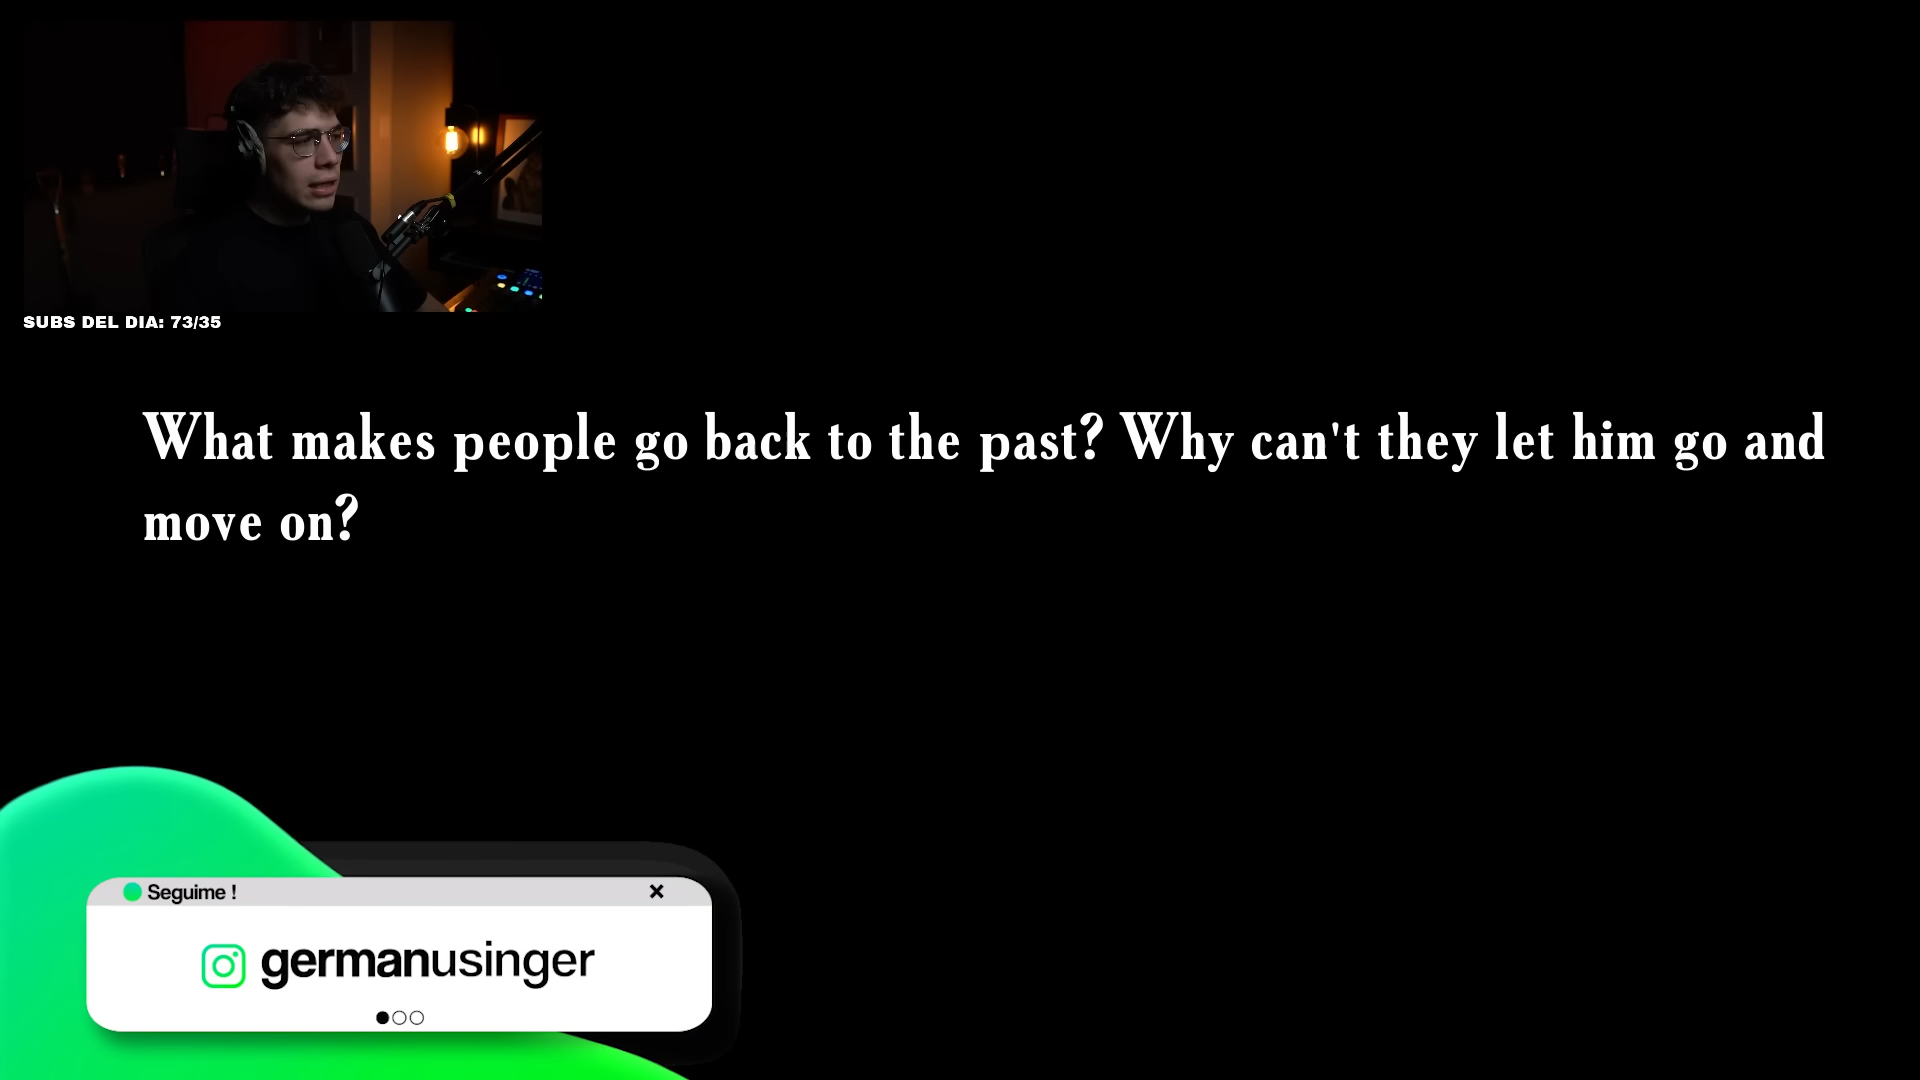 SUBS DEL DIA: 73/35
What makes people go back to the past? Why can't they let him go and
move on?
Seguime !
germanusinger